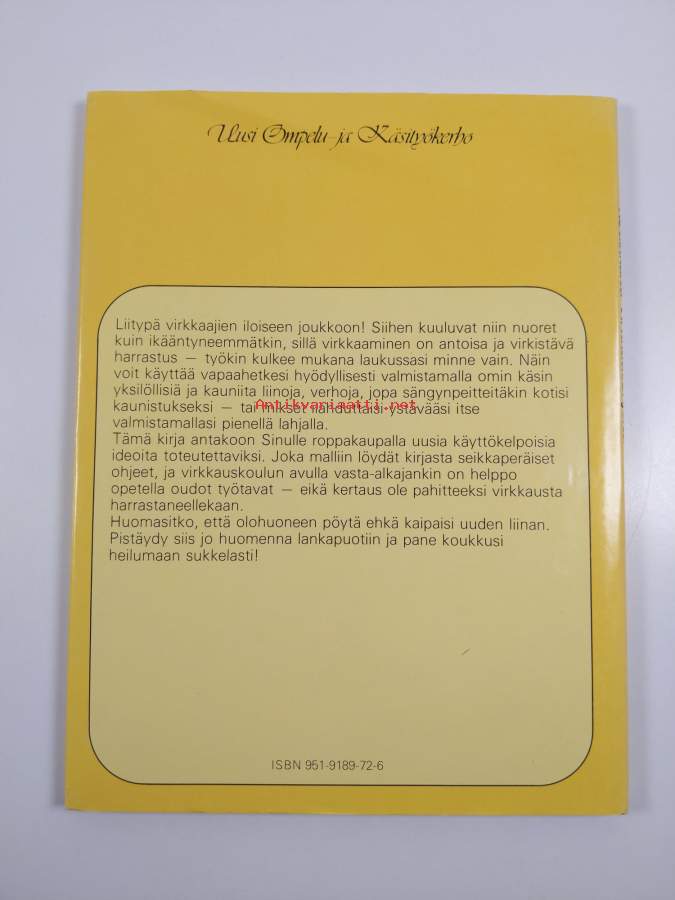 Uusi Ompelu- ja Käsityökerho
Liitypä virkkaajien iloiseen joukkoon! Siihen kuuluvat niin nuoret
kuin ikääntyneemmätkin, sillä virkkaaminen on antoisa ja virkistävä
harrastus — työkin kulkee mukana laukussasi minne vain. Näin
voit käyttää vapaahetkesi hyödyllisesti valmistamalla omin käsin
yksilöllisiä ja kauniita liinoja, verhoja, jopa sängynpeitteitäkin kotisi
kaunistukseksi — tai mikset ilahduttaisi ystävääsi itse
Antikvariaatti.net
valmistamallasi pienellä lahjalla.
Tämä kirja antakoon Sinulle roppakaupalla uusia käyttökelpoisia
ideoita toteutettaviksi. Joka malliin löydät kirjasta seikkaperäiset
ohjeet, ja virkkauskoulun avulla vasta-alkajankin on helppo
opetella oudot työtavat — eikä kertaus ole pahitteeksi virkkausta
harrastaneellekaan.
Huomasitko, että olohuoneen pöytä ehkä kaipaisi uuden liinan.
Pistäydy siis jo huomenna lankapuotiin ja pane koukkusi
heilumaan sukkelasti!
ISBN 951-9189-72-6